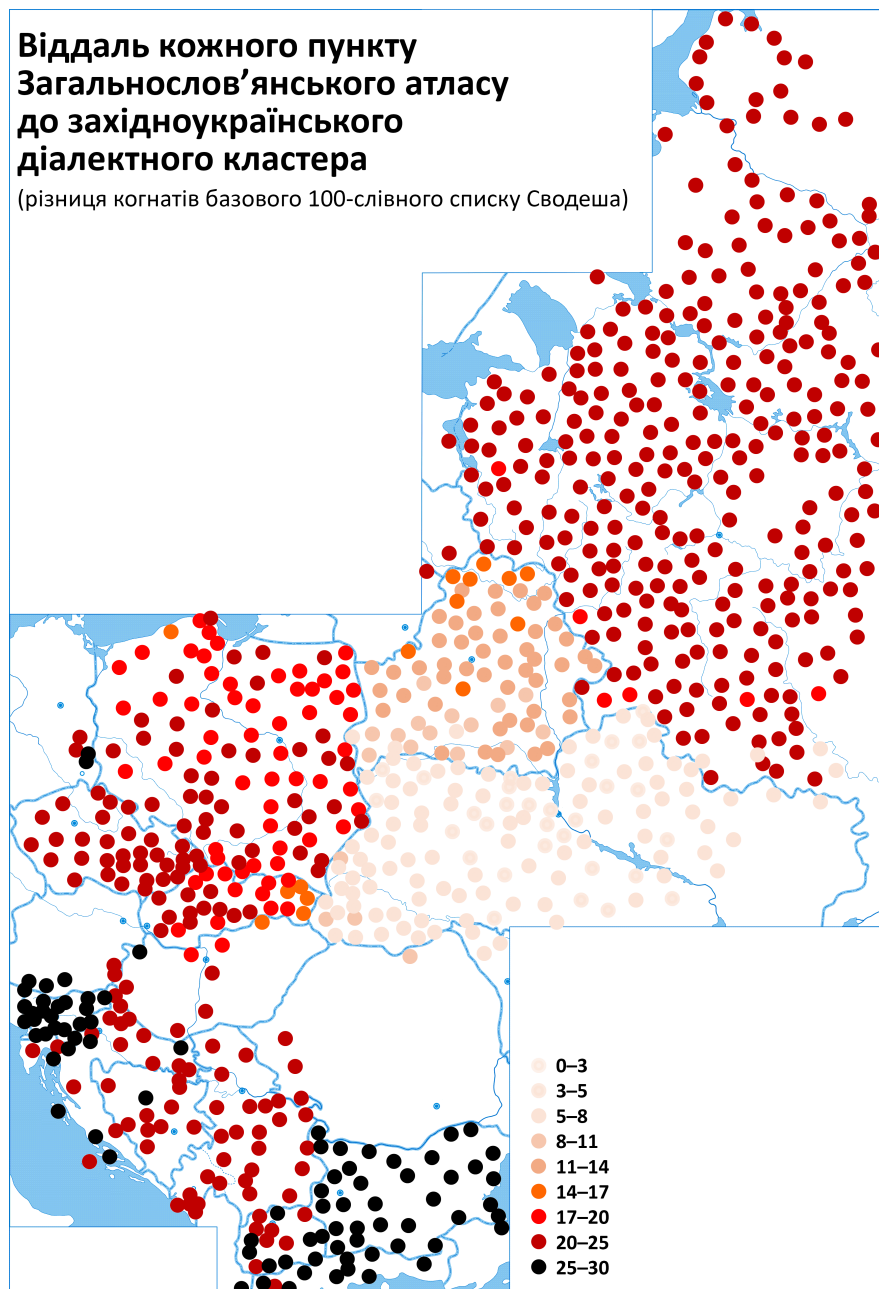 Віддаль кожного пункту
Загальнослов’янського атласу
до західноукраїнського
діалектного кластера
(різниця когнатів базового 100-слівного списку Сводеша)
0–3
3–5
5–8
8–11
11–14
14–17
17–20
20–25
25–30